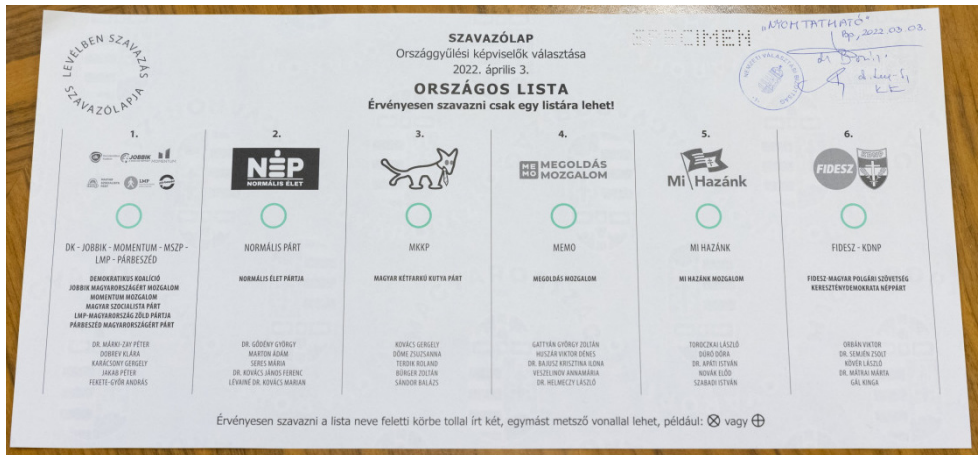 LEVÉLBEN SZAVAZÁS
SZAVAZÓLAPJA
SZAVAZÓLAP
Országgyűlési képviselők választása
2022. április 3.
ORSZÁGOS LISTA
Érvényesen szavazni csak egy listára lehet!
SPECIMEN
"NYOMTATHATÓ"
Bp, 2022.03.03.
1.
JOBBIK
LMP
DK - JOBBIK - MOMENTUM - MSZP -
LMP - PÁRBESZÉD
DEMOKRATIKUS KOALÍCIÓ
JOBBIK MAGYARORSZÁGÉRT MOZGALOM
MOMENTUM MOZGALOM
MAGYAR SZOCIALISTA PÁRT
LMP-MAGYARORSZÁG ZÖLD PÁRTJA
PÁRBESZÉD MAGYARORSZÁGÉRT PÁRT
DR. MÁRKI-ZAY PÉTER
DOBREV KLÁRA
KARÁCSONY GERGELY
JAKAB PÉTER
FEKETE-GYŐR ANDRÁS
2.
NÉP
NORMÁLIS ÉLET
NORMÁLIS PÁRT
NORMÁLIS ÉLET PÁRTJA
DR. GŐDÉNY GYÖRGY
MARTON ÁDÁM
SERES MÁRIA
DR. KOVÁCS JÁNOS FERENC
LÉVAINÉ DR. KOVÁCS MARIAN
3.
MKKP
MAGYAR KÉTFARKÚ KUTYA PÁRT
KOVÁCS GERGELY
DÖME ZSUZSANNA
TERDIK ROLAND
BÜRGER ZOLTÁN
SÁNDOR BALÁZS
4.
ME MEGOLDÁS
MO MOZGALOM
MEMO
MEGOLDÁS MOZGALOM
GATTYÁN GYÖRGY ZOLTÁN
HUSZÁR VIKTOR DÉNES
DR. BAJUSZ KRISZTINA ILONA
VESZELINOV ANNAMÁRIA
DR. HELMECZY LÁSZLÓ
5.
Mi Hazánk
MI HAZÁNK
MI HAZÁNK MOZGALOM
TOROCZKAI LÁSZLÓ
DÚRÓ DÓRA
DR. APÁTI ISTVÁN
NOVÁK ELŐD
SZABADI ISTVÁN
6.
FIDESZ
FIDESZ - KDNP
FIDESZ-MAGYAR POLGÁRI SZÖVETSÉG
KERESZTÉNYDEMOKRATA NÉPPÁRT
ORBÁN VIKTOR
DR. SEMJÉN ZSOLT
KÖVÉR LÁSZLÓ
DR. MÁTRAI MÁRTA
GÁL KINGA
Érvényesen szavazni a lista neve feletti körbe tollal írt két, egymást metsző vonallal lehet, például: ⊗ vagy ⊕